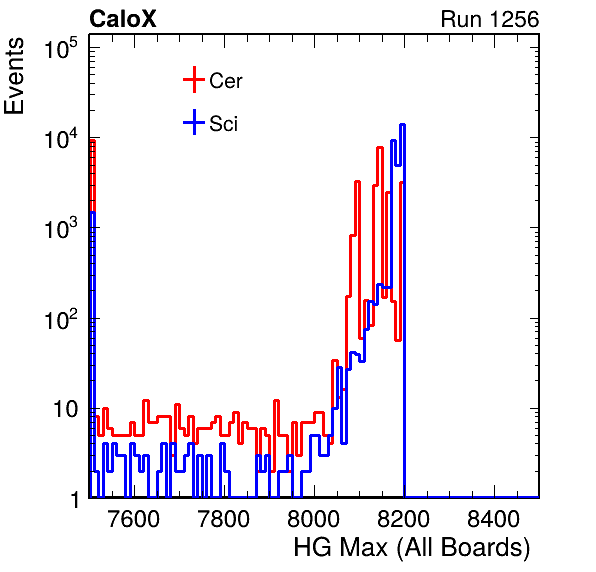 CaloX Run 1256
Events
Cer
Sci
10^5
10^4
10^3
10^2
10
1
7600 7800 8000 8200 8400
HG Max (All Boards)